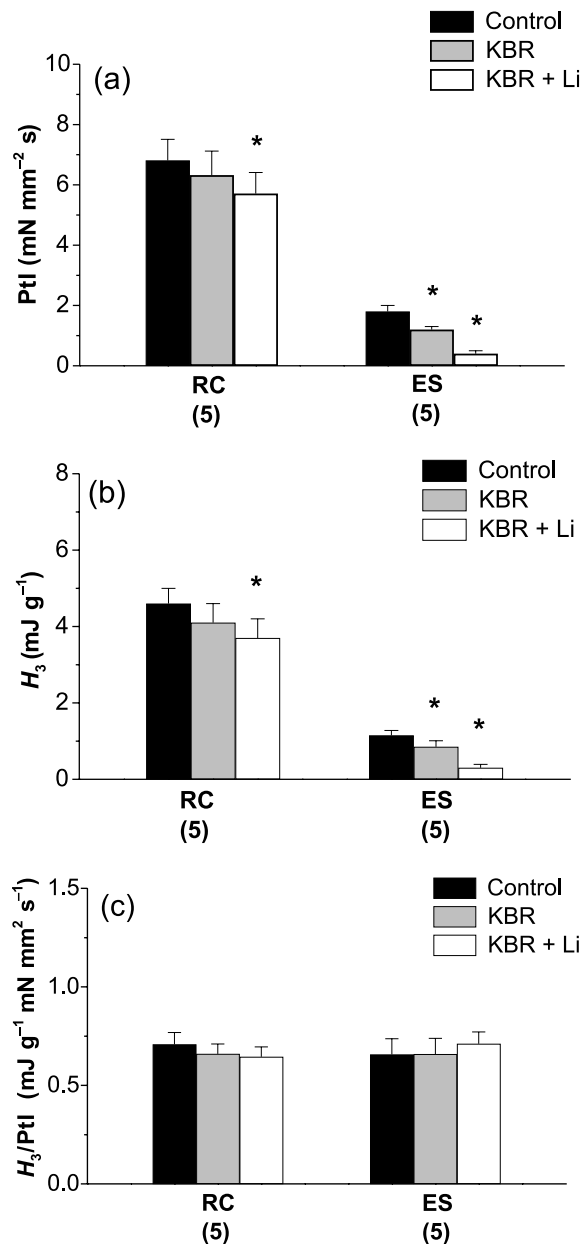 Control
KBR
KBR + Li
(a)
PtI (mN mm⁻² s)
10
8
6
4
2
0
*
*
*
RC
ES
(5)
(5)
(b)
Control
KBR
KBR + Li
H₃ (mJ g⁻¹)
8
6
4
2
0
*
*
*
RC
ES
(5)
(5)
(c)
Control
KBR
KBR + Li
H₃/PtI (mJ g⁻¹ mN mm² s⁻¹)
1.5
1.0
0.5
0.0
RC
ES
(5)
(5)